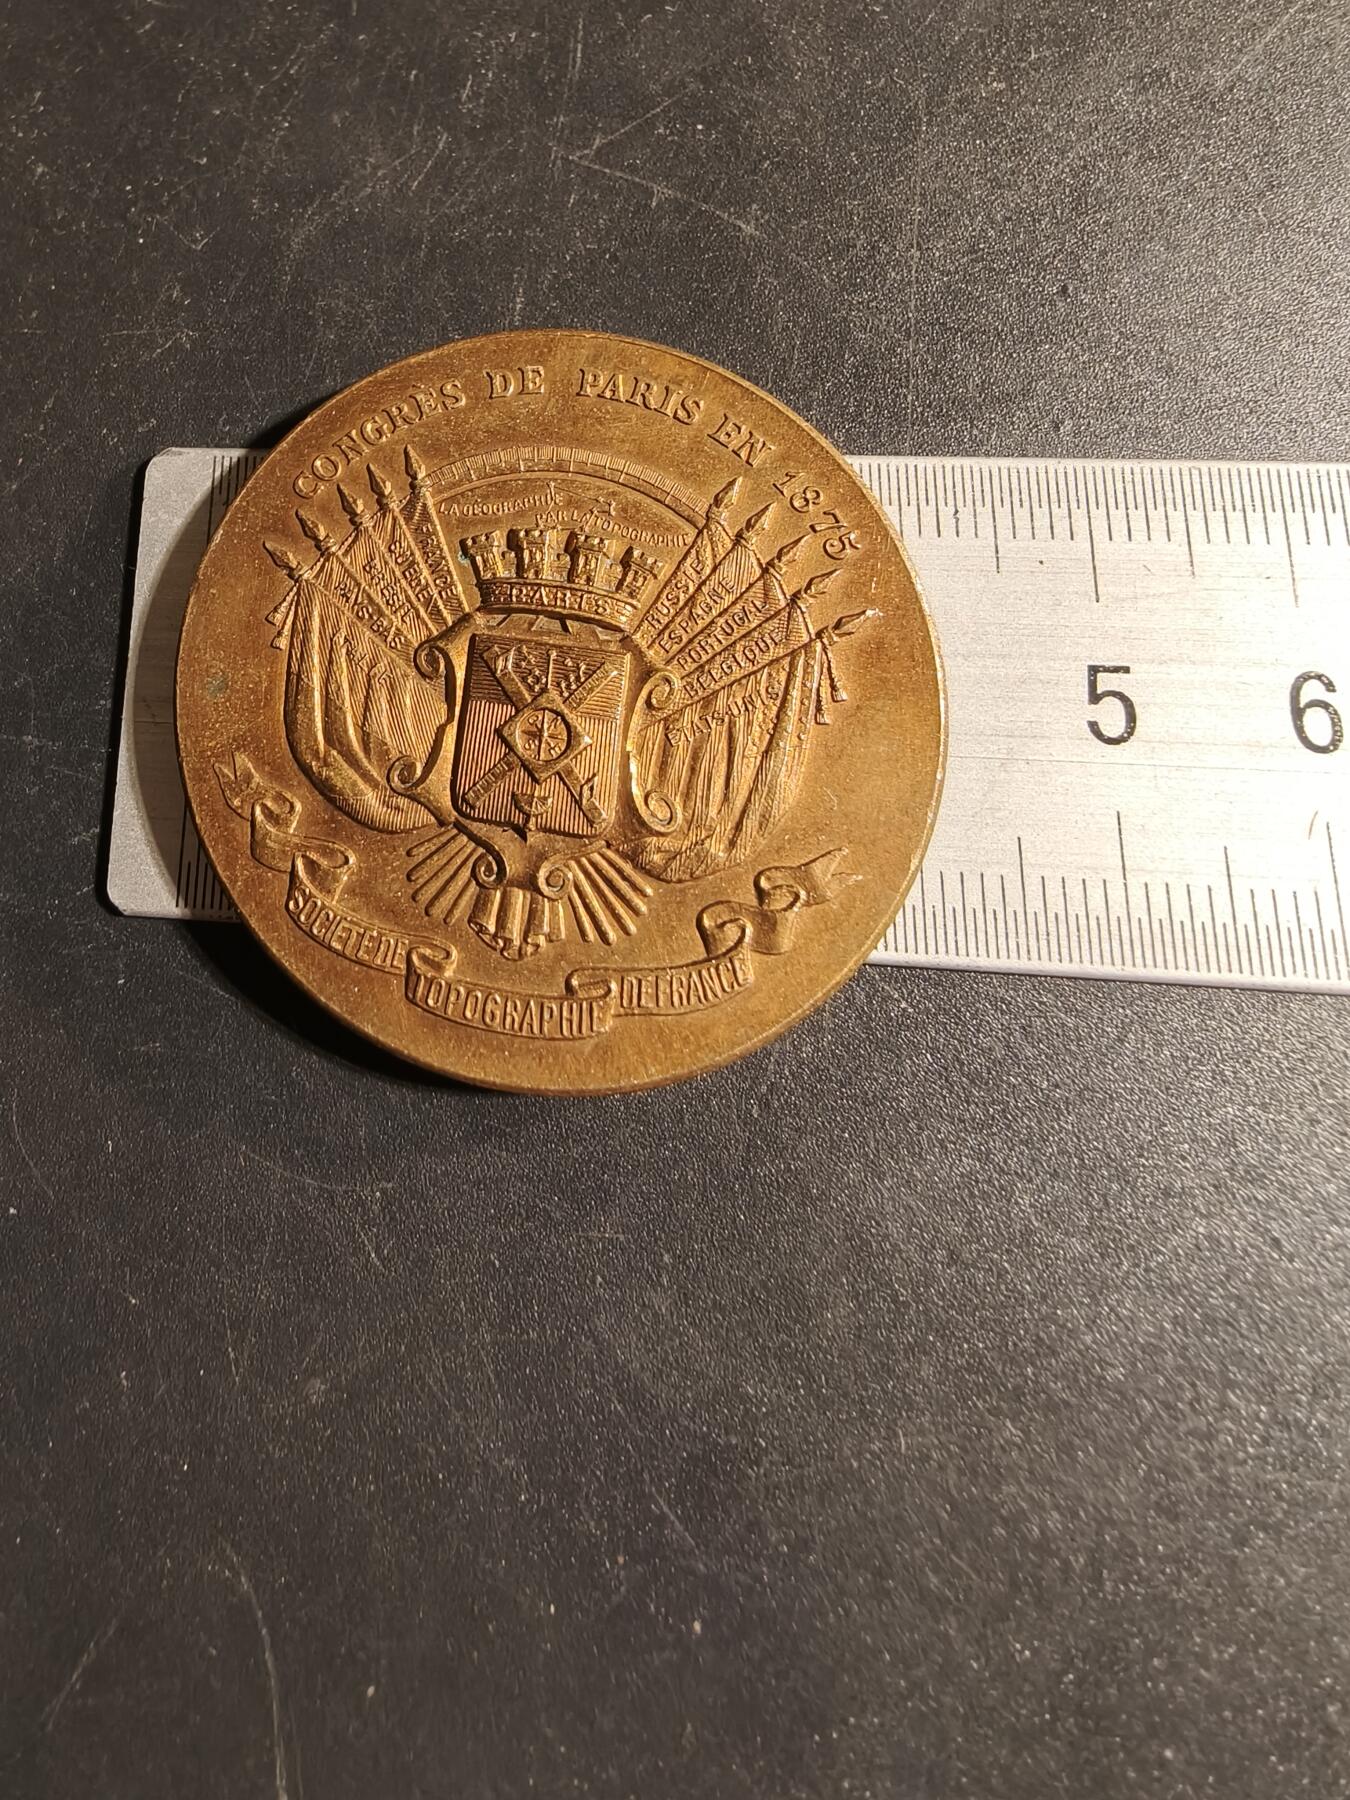 CONGRÈS DE PARIS EN 1875
LA GÉOGRAPHIE
PAR LA TOPOGRAPHIE
PARIS
FRANCE
SUÈDE
BRÉSIL
PAYS-BAS
RUSSIE
ESPAGNE
PORTUGAL
BELGIQUE
ETATS-UNIS
SOCIETE DE
TOPOGRAPHIE
DE FRANCE
5 6